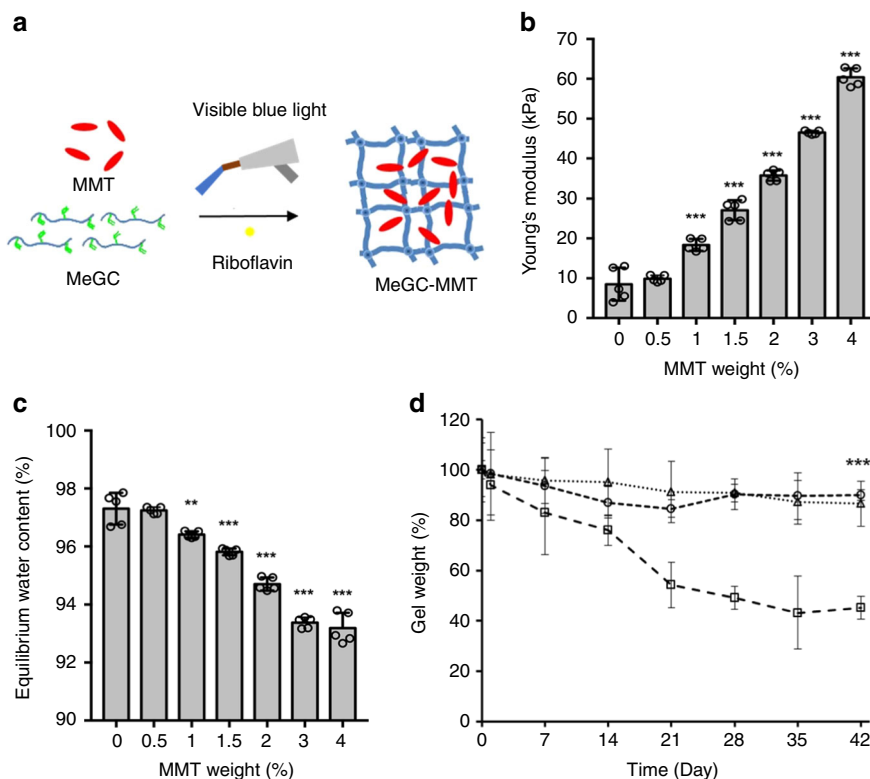 a
Visible blue light
MMT
MeGC
Riboflavin
MeGC-MMT
b
Young's modulus (kPa)
70
60
50
40
30
20
10
0
***
***
***
***
***
***
0 0.5 1 1.5 2 3 4
MMT weight (%)
c
Equilibrium water content (%)
100
98
96
94
92
90
**
***
***
***
***
0 0.5 1 1.5 2 3 4
MMT weight (%)
d
Gel weight (%)
120
100
80
60
40
20
0
***
0 7 14 21 28 35 42
Time (Day)